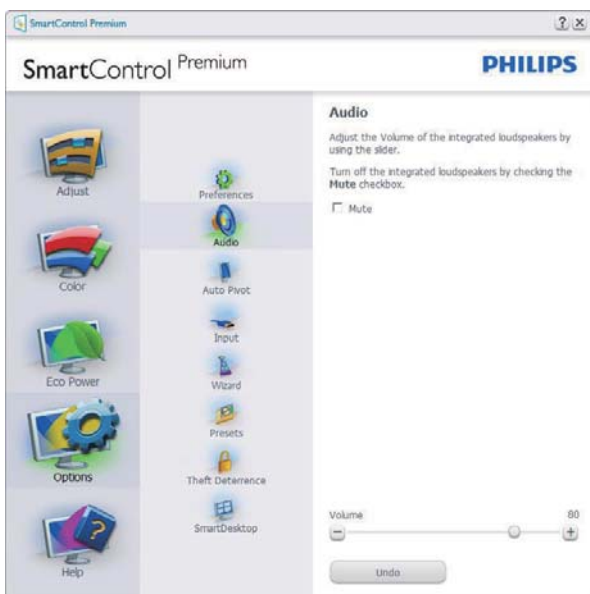 SmartControl Premium
SmartControl Premium
PHILIPS
Adjust
Color
Eco Power
Options
Help
Preferences
Audio
Auto Pivot
Input
Wizard
Presets
Theft Deterrence
SmartDesktop
Audio
Adjust the Volume of the integrated loudspeakers by
using the slider.
Turn off the integrated loudspeakers by checking the
Mute checkbox.
Mute
Volume 80
Undo